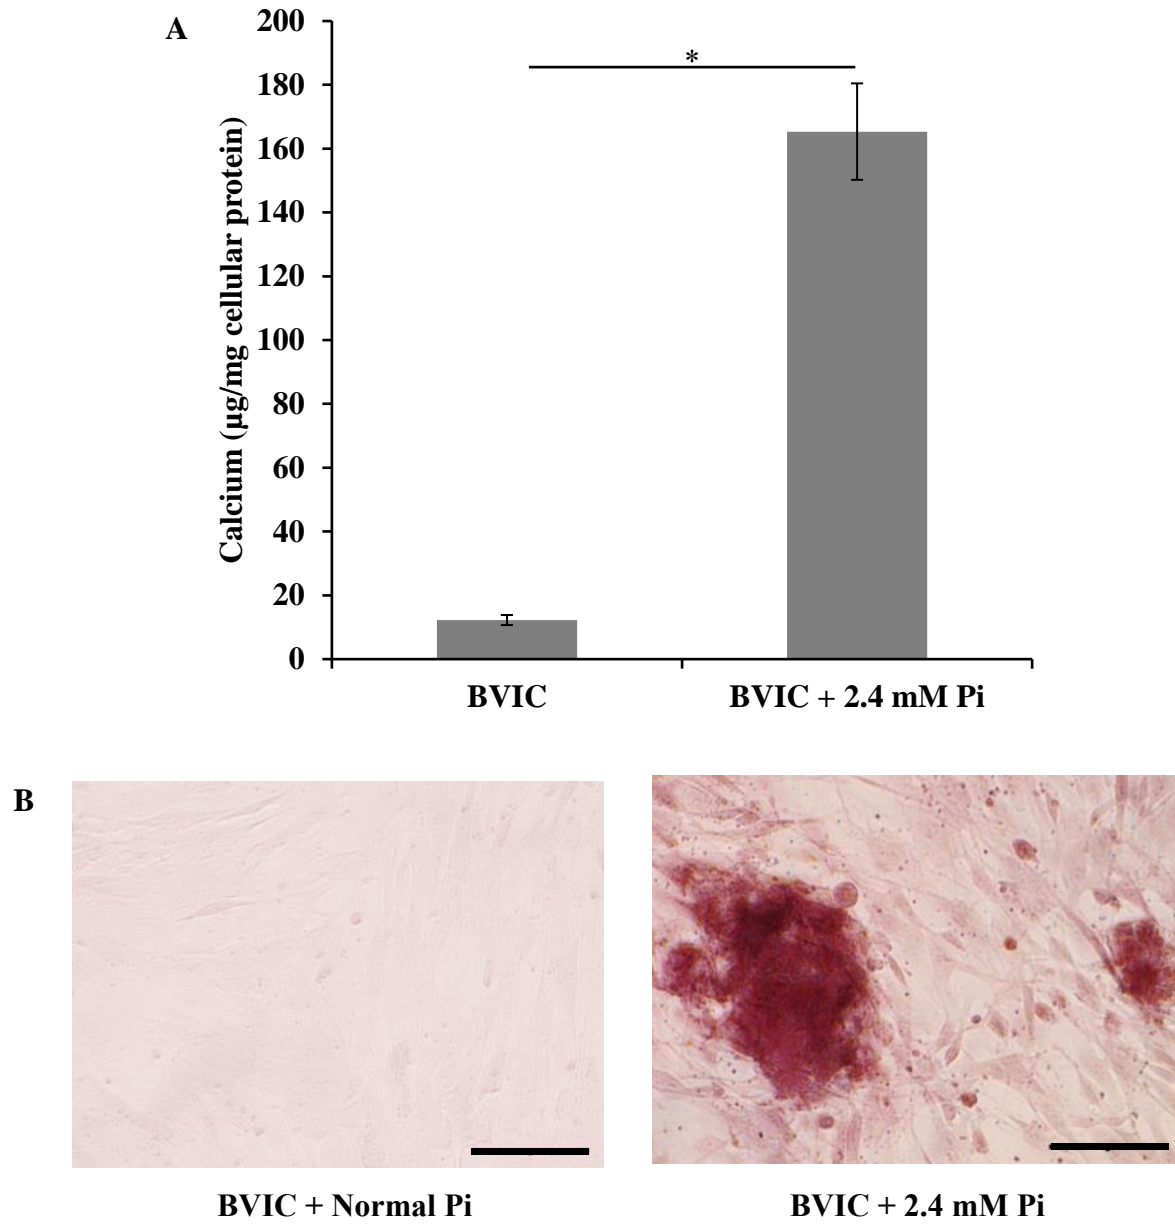 A
*
Calcium (µg/mg cellular protein)
200
180
160
140
120
100
80
60
40
20
0
BVIC
BVIC + 2.4 mM Pi
B
BVIC + Normal Pi
BVIC + 2.4 mM Pi